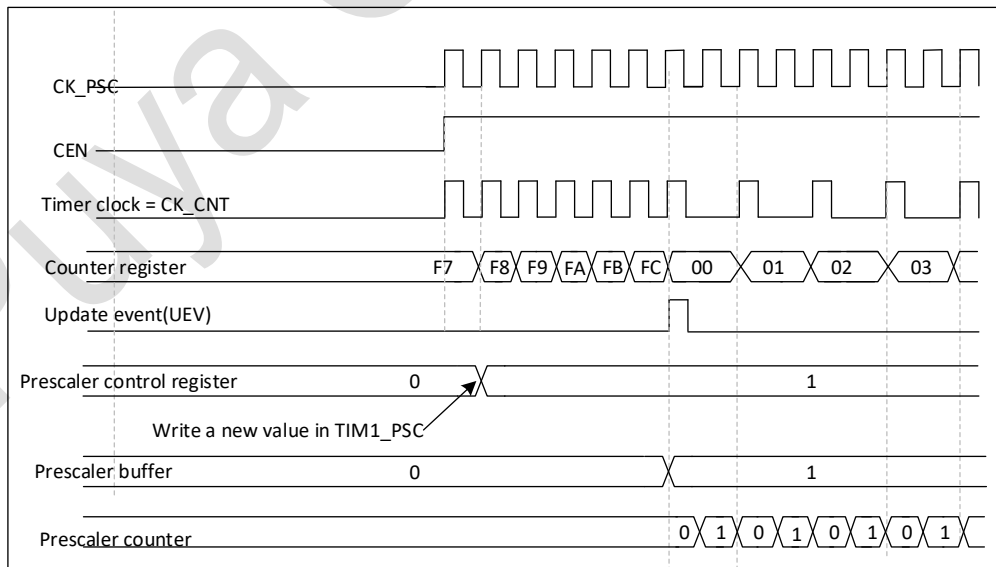 CK_PSC
CEN
Timer clock = CK_CNT
Counter register F7 F8 F9 FA FB FC 00 01 02 03
Update event(UEV)
Prescaler control register 0 1
Write a new value in TIM1_PSC
Prescaler buffer 0 1
Prescaler counter 0 1 0 1 0 1 0 1